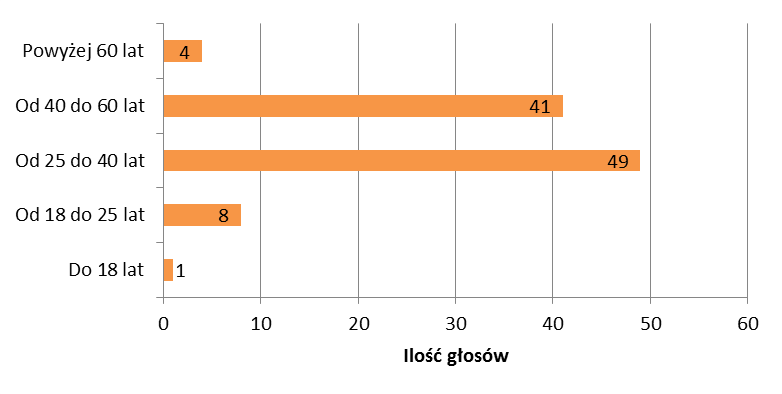 Powyżej 60 lat 4
Od 40 do 60 lat 41
Od 25 do 40 lat 49
Od 18 do 25 lat 8
Do 18 lat 1
0 10 20 30 40 50 60
Ilość głosów